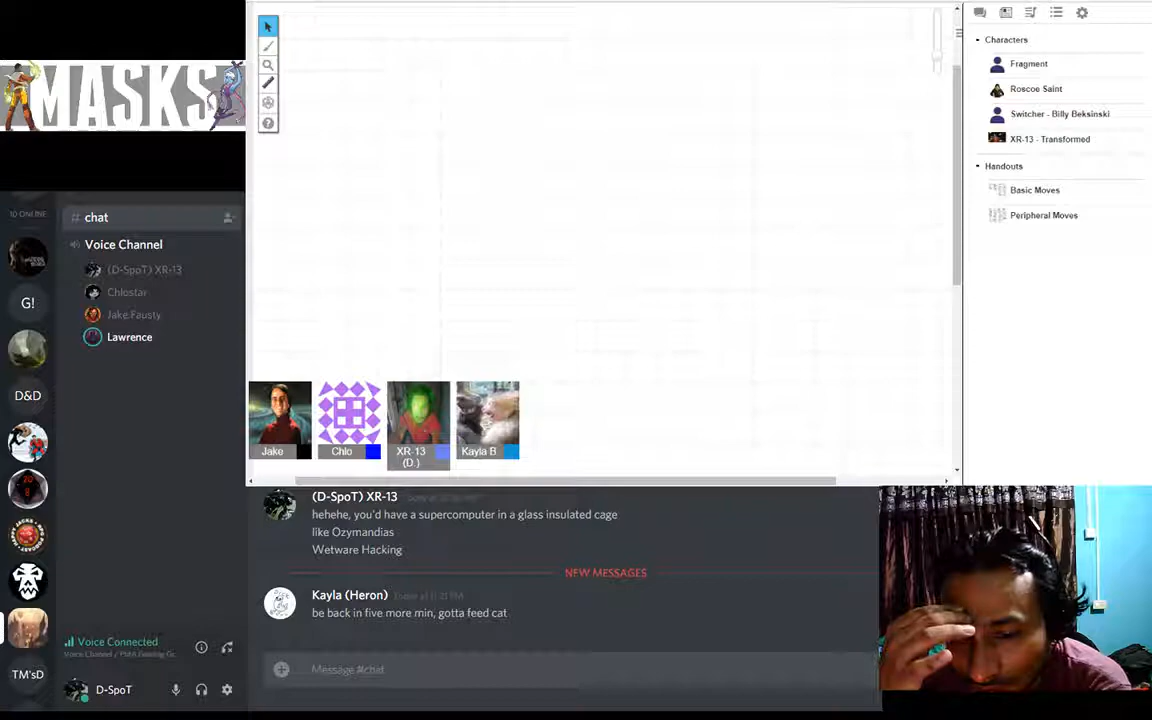 MASKS
10 ONLINE
G!
D&D
TM'sD
# chat
Voice Channel
(D-SpoT) XR-13
Chlostar
Jake Fausty
Lawrence
Voice Connected
D-SpoT
Jake
Chlo
XR-13
(D.)
Kayla B
(D-SpoT) XR-13
hehehe, you'd have a supercomputer in a glass insulated cage
like Ozymandias
Wetware Hacking
NEW MESSAGES
Kayla (Heron)
be back in five more min, gotta feed cat
Message #chat
Characters
Fragment
Roscoe Saint
Switcher - Billy Beksinski
XR-13 - Transformed
Handouts
Basic Moves
Peripheral Moves